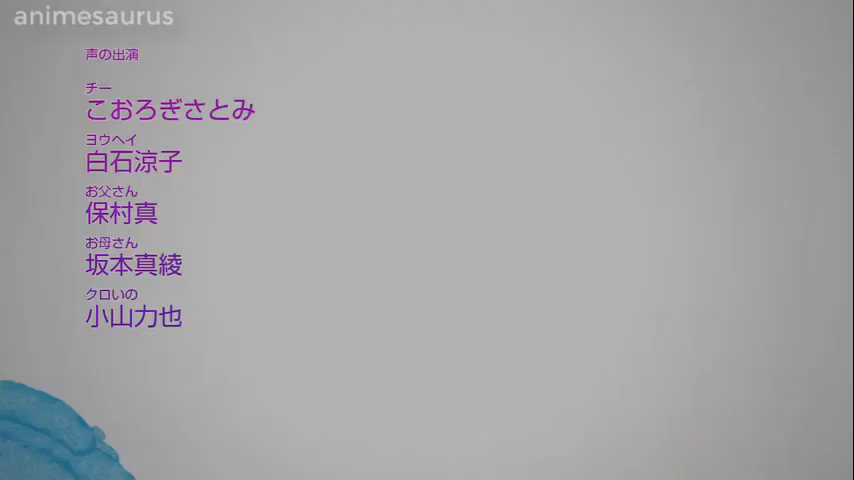 animesaurus
声の出演
チー
こおろぎさとみ
ヨウヘイ
白石涼子
お父さん
保村真
お母さん
坂本真綾
クロいの
小山力也